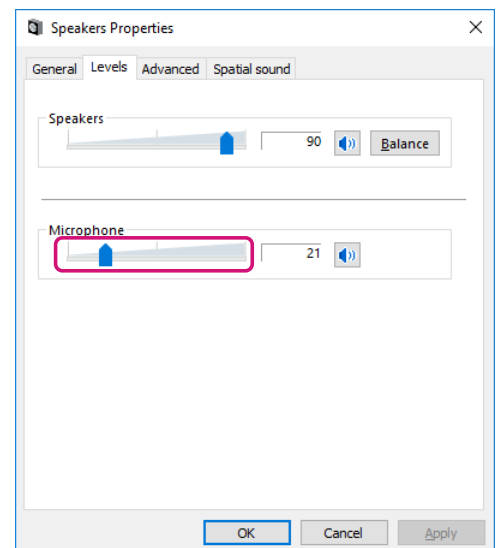 Speakers Properties
General Levels Advanced Spatial sound
Speakers
90 Balance
Microphone
21
OK Cancel Apply